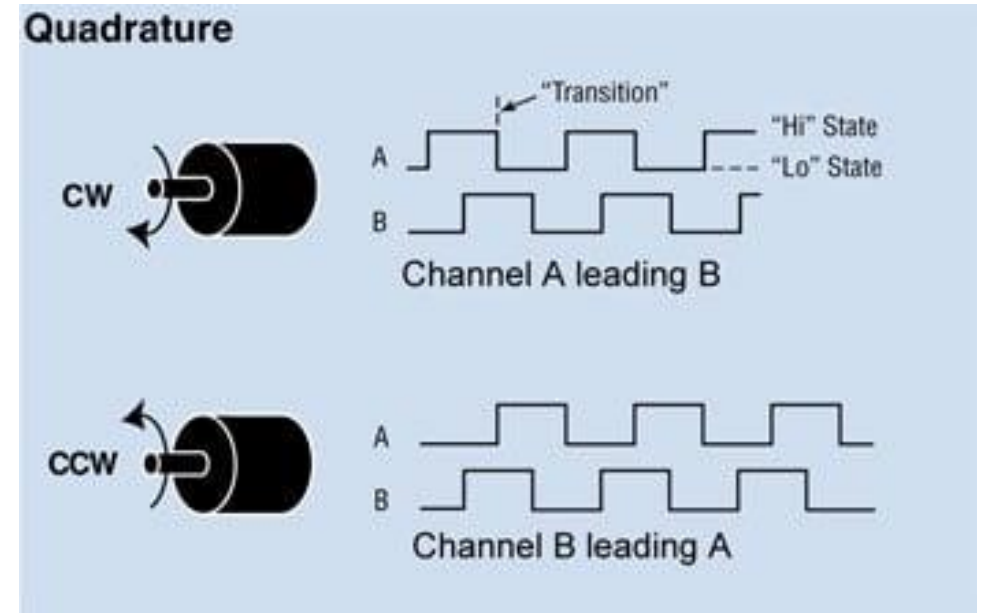 Quadrature
"Transition"
"Hi" State
A
"Lo" State
CW
B
Channel A leading B
A
CCW
B
Channel B leading A